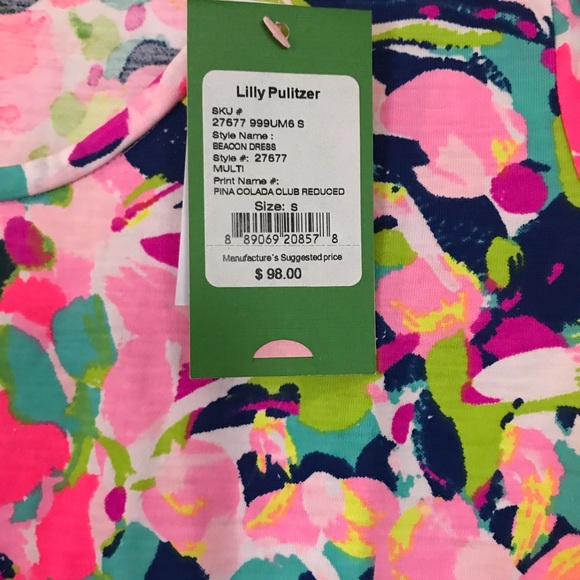 Lilly Pulitzer
SKU #
27677 999UM6 S
Style Name :
BEACON DRESS
Style #: 27677
MULTI
Print Name #:
PINA COLADA CLUB REDUCED
Size: S
8 89069 20857 8
Manufacture's Suggested price
$ 98.00